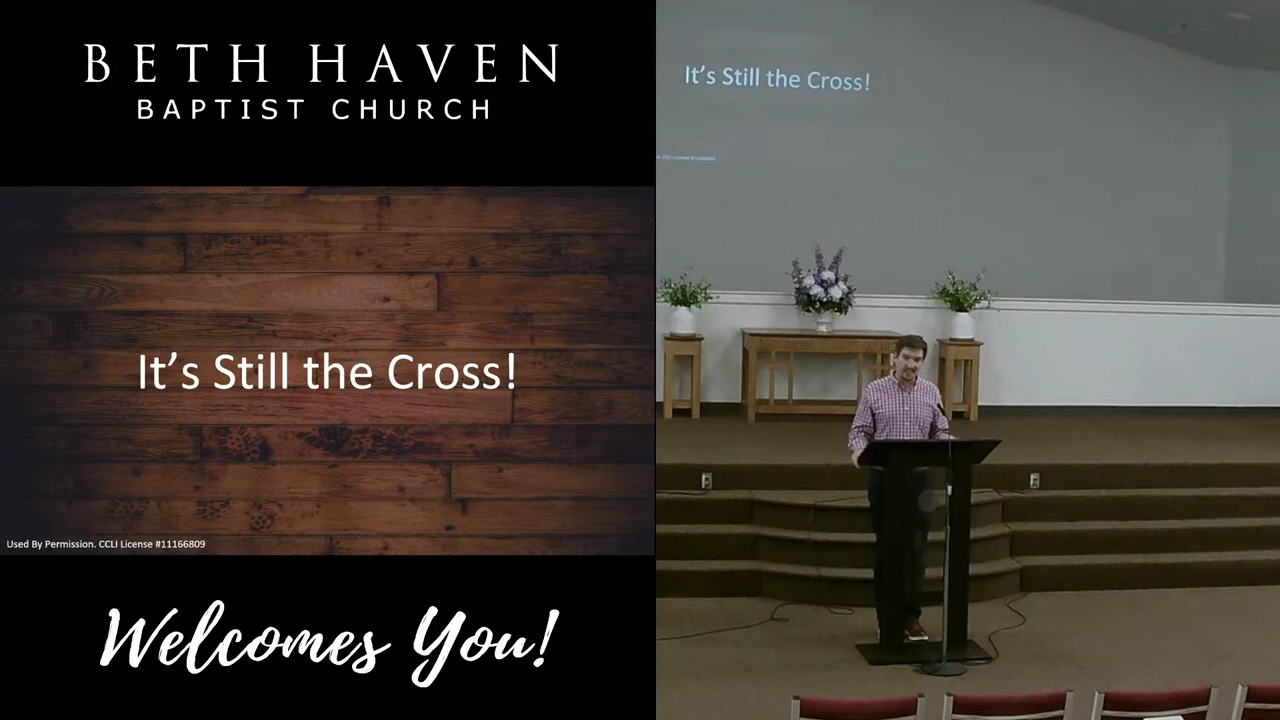 BETH HAVEN
BAPTIST CHURCH
It's Still the Cross!
Used By Permission. CCLI License #11166809
Welcomes You!
It's Still the Cross!